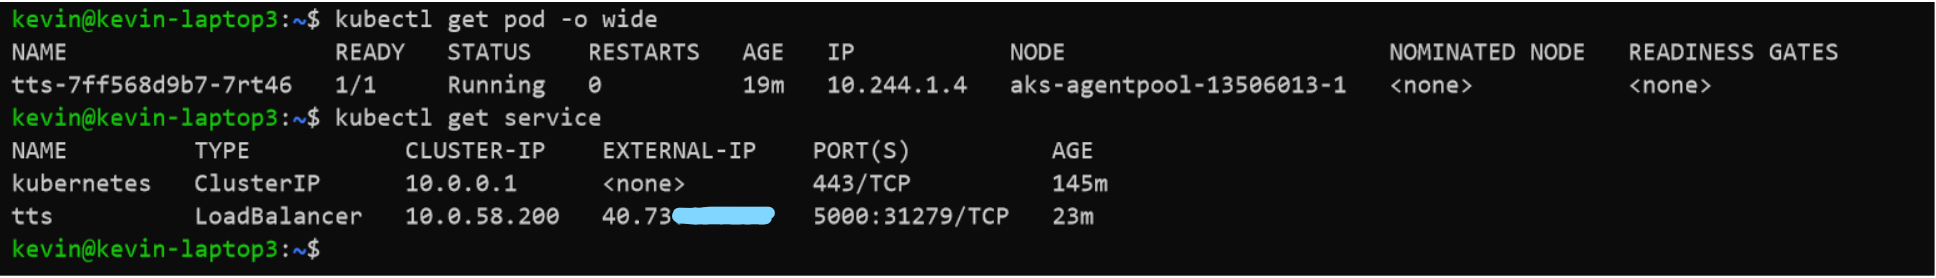 kevin@kevin-laptop3:~$ kubectl get pod -o wide
NAME READY STATUS RESTARTS AGE IP NODE NOMINATED NODE READINESS GATES
tts-7ff568d9b7-7rt46 1/1 Running 0 19m 10.244.1.4 aks-agentpool-13506013-1 <none> <none>
kevin@kevin-laptop3:~$ kubectl get service
NAME TYPE CLUSTER-IP EXTERNAL-IP PORT(S) AGE
kubernetes ClusterIP 10.0.0.1 <none> 443/TCP 145m
tts LoadBalancer 10.0.58.200 40.73 5000:31279/TCP 23m
kevin@kevin-laptop3:~$